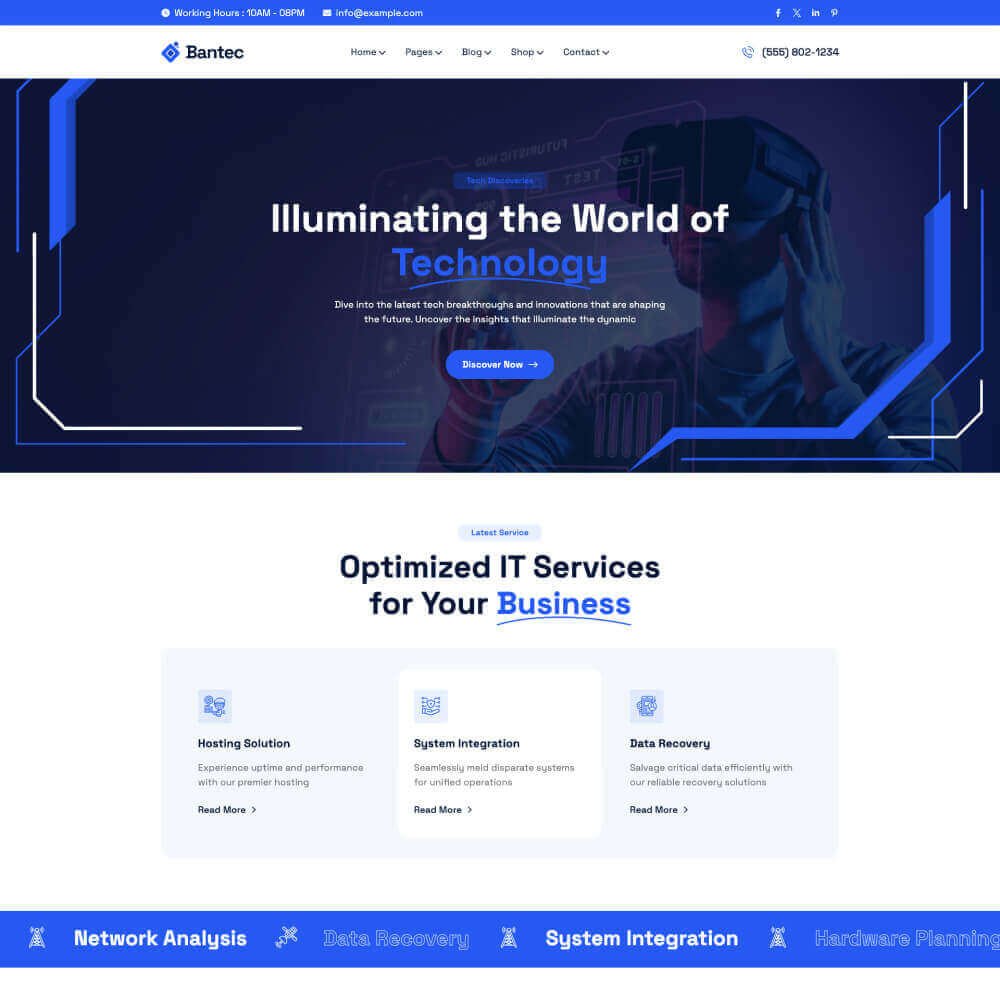 Working Hours : 10AM - 08PM info@example.com
Bantec Home Pages Blog Shop Contact (555) 802-1234
FUTURISTIC HUD
TEST
Tech Discoveries
Illuminating the World of
Technology
Dive into the latest tech breakthroughs and innovations that are shaping
the future. Uncover the insights that illuminate the dynamic
Discover Now
Latest Service
Optimized IT Services
for Your Business
Hosting Solution
Experience uptime and performance
with our premier hosting
Read More
System Integration
Seamlessly meld disparate systems
for unified operations
Read More
Data Recovery
Salvage critical data efficiently with
our reliable recovery solutions
Read More
Network Analysis Data Recovery System Integration Hardware Planning